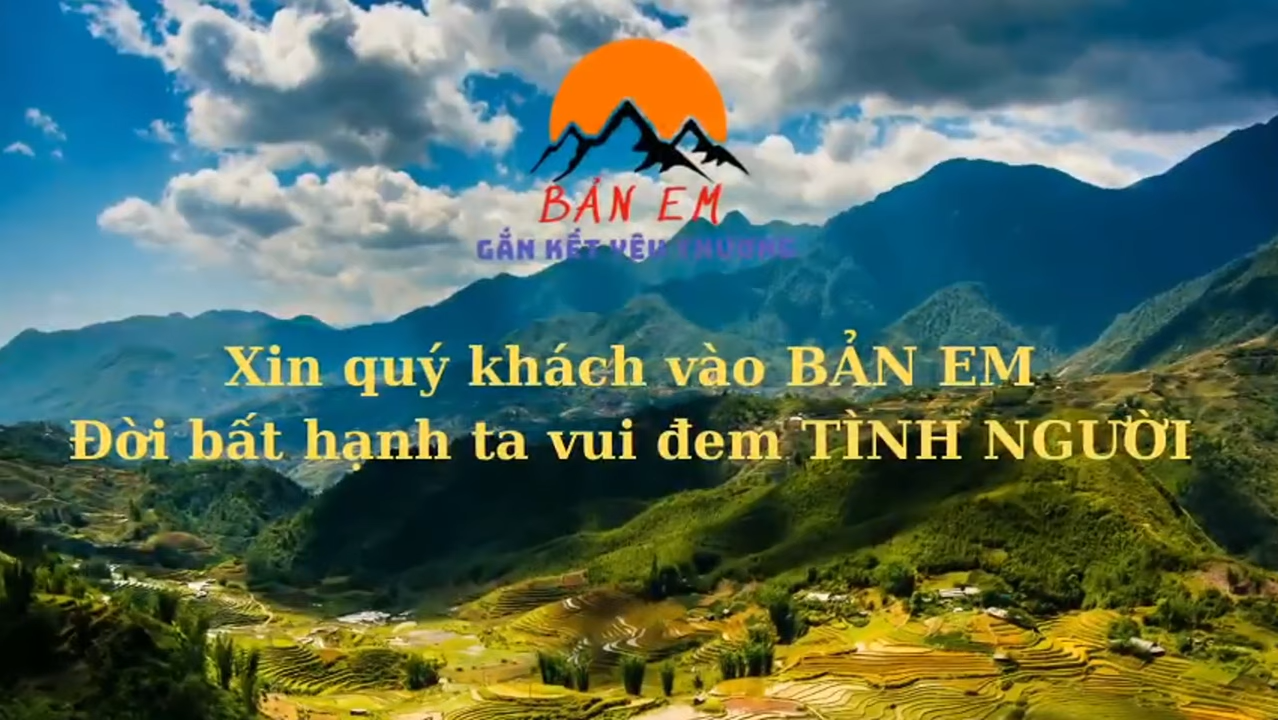 BẢN EM
GẮN KẾT YÊU THƯƠNG
Xin quý khách vào BẢN EM
Đời bất hạnh ta vui đem TÌNH NGƯỜI